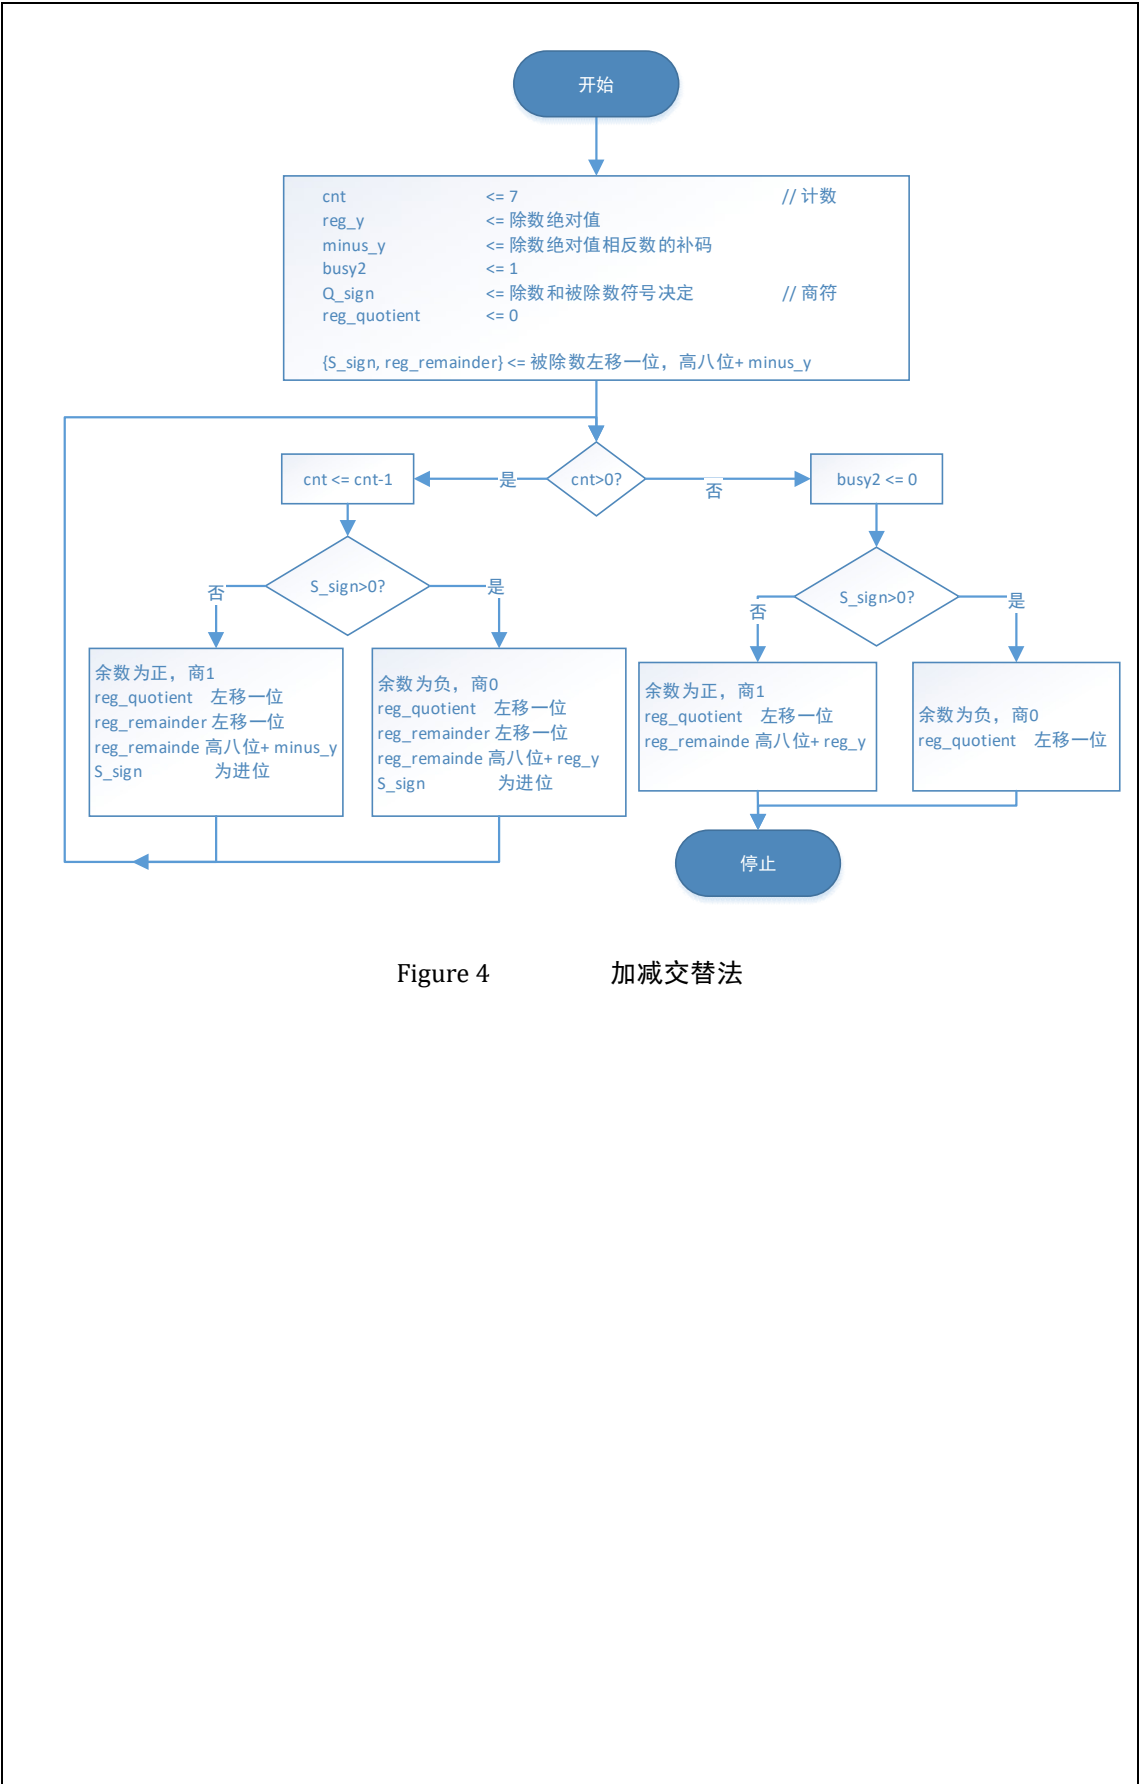 开始
cnt <= 7 // 计数
reg_y <= 除数绝对值
minus_y <= 除数绝对值相反数的补码
busy2 <= 1
Q_sign <= 除数和被除数符号决定 // 商符
reg_quotient <= 0
{S_sign, reg_remainder} <= 被除数左移一位，高八位+ minus_y
cnt <= cnt-1
是
cnt>0?
否
busy2 <= 0
否
S_sign>0?
是
否
S_sign>0?
是
余数为正，商1
reg_quotient 左移一位
reg_remainder 左移一位
reg_remainde 高八位+ minus_y
S_sign 为进位
余数为负，商0
reg_quotient 左移一位
reg_remainder 左移一位
reg_remainde 高八位+ reg_y
S_sign 为进位
余数为正，商1
reg_quotient 左移一位
reg_remainde 高八位+ reg_y
余数为负，商0
reg_quotient 左移一位
停止
Figure 4 加减交替法